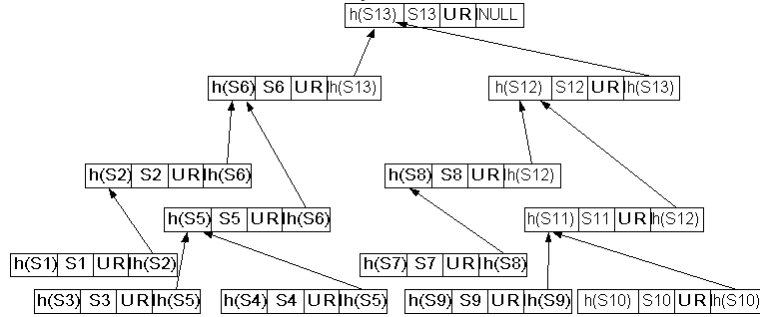 h(S13) S13 UR NULL
h(S6) S6 UR h(S13)
h(S12) S12 UR h(S13)
h(S2) S2 UR h(S6)
h(S8) S8 UR h(S12)
h(S5) S5 UR h(S6)
h(S11) S11 UR h(S12)
h(S1) S1 UR h(S2)
h(S7) S7 UR h(S8)
h(S3) S3 UR h(S5)
h(S4) S4 UR h(S5)
h(S9) S9 UR h(S9)
h(S10) S10 UR h(S10)